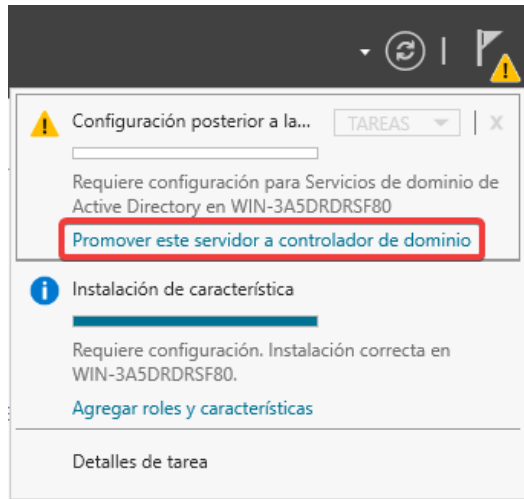 Configuración posterior a la...
TAREAS
Requiere configuración para Servicios de dominio de
Active Directory en WIN-3A5DRDRSF80
Promover este servidor a controlador de dominio
Instalación de característica
Requiere configuración. Instalación correcta en
WIN-3A5DRDRSF80.
Agregar roles y características
Detalles de tarea